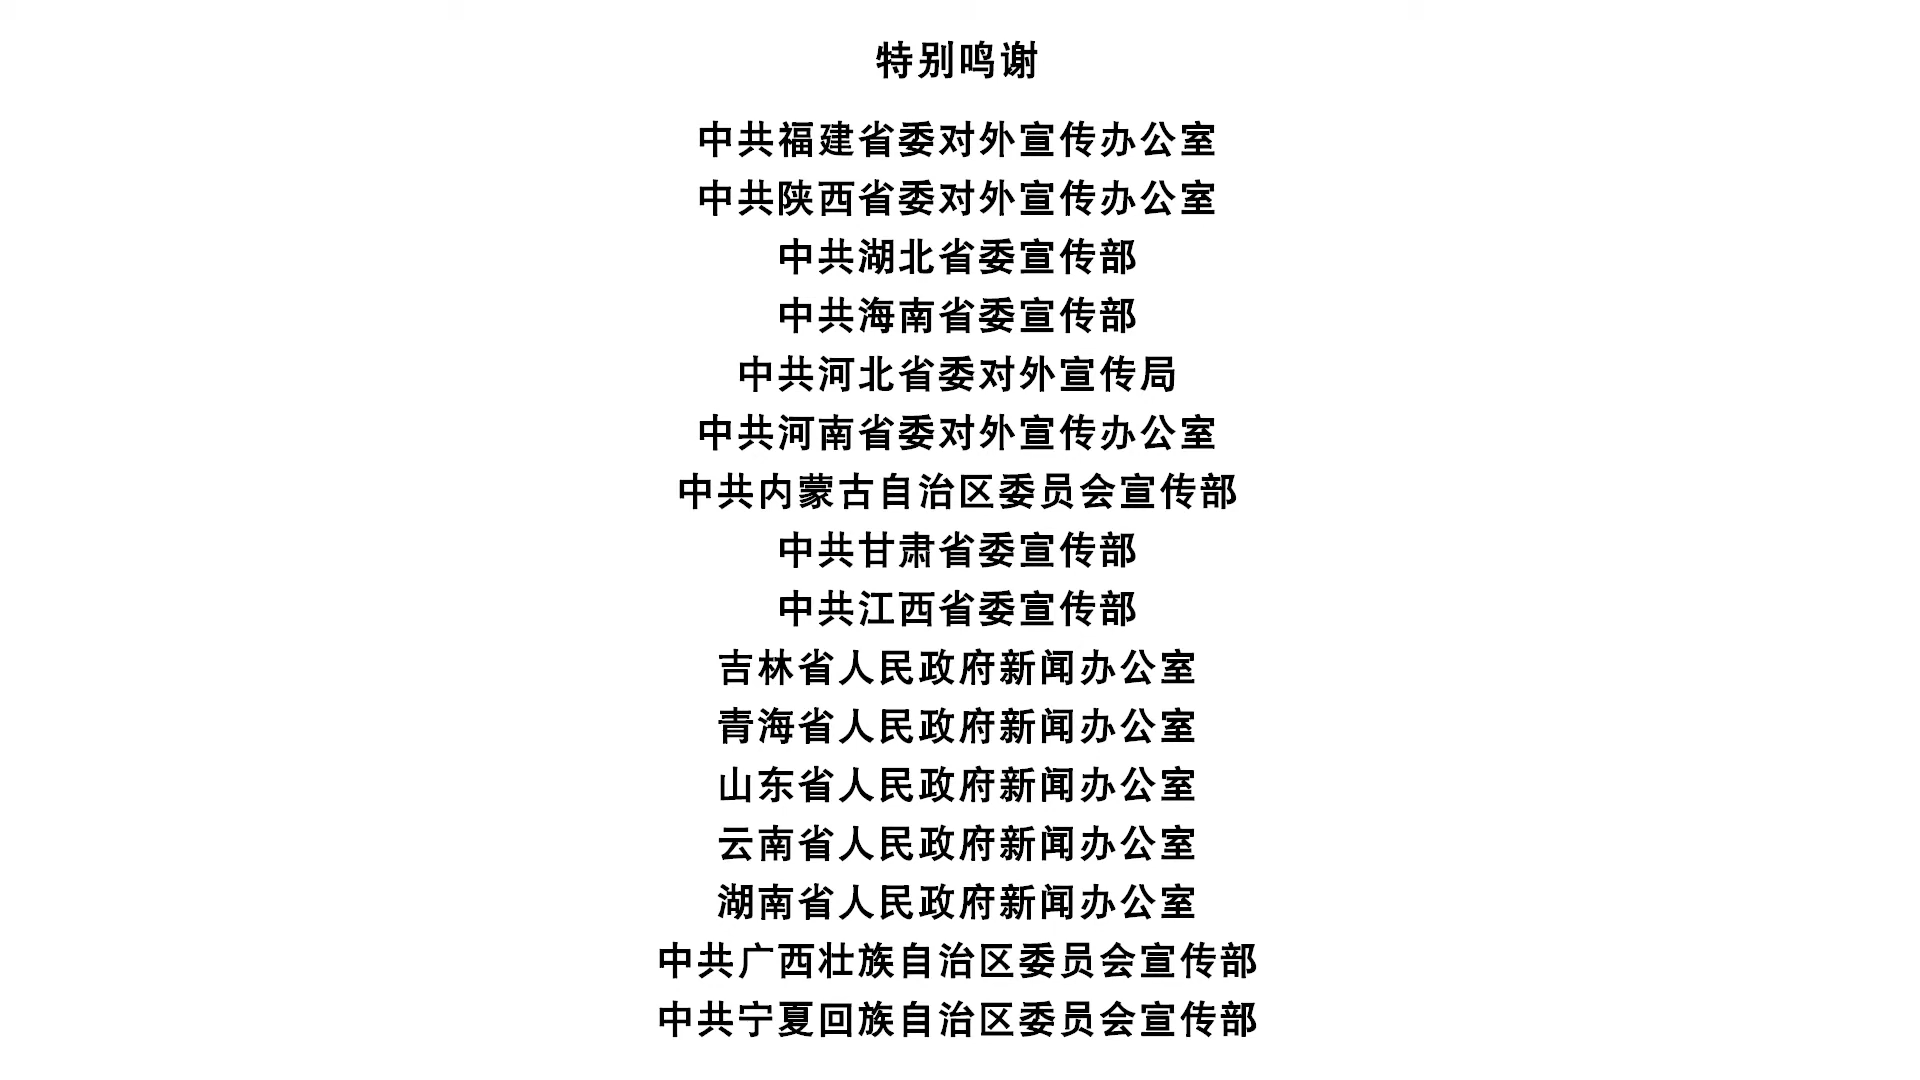 特别鸣谢
中共福建省委对外宣传办公室
中共陕西省委对外宣传办公室
中共湖北省委宣传部
中共海南省委宣传部
中共河北省委对外宣传局
中共河南省委对外宣传办公室
中共内蒙古自治区委员会宣传部
中共甘肃省委宣传部
中共江西省委宣传部
吉林省人民政府新闻办公室
青海省人民政府新闻办公室
山东省人民政府新闻办公室
云南省人民政府新闻办公室
湖南省人民政府新闻办公室
中共广西壮族自治区委员会宣传部
中共宁夏回族自治区委员会宣传部